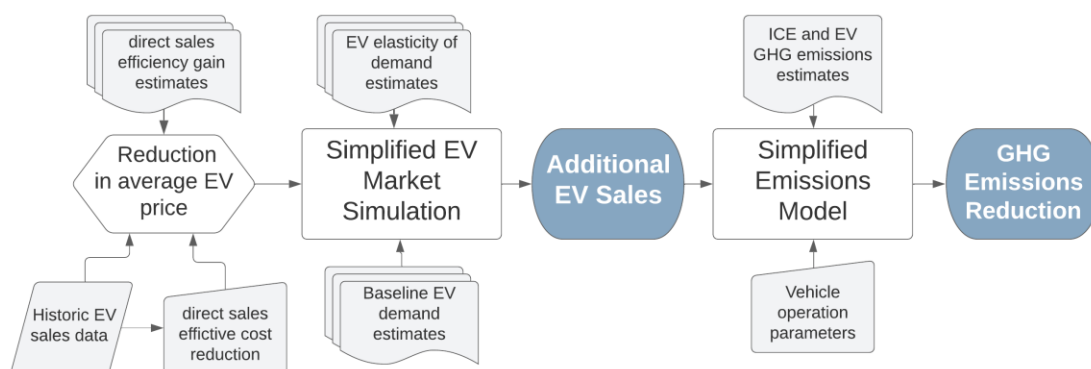 direct sales
efficiency gain
estimates
EV elasticity of
demand
estimates
ICE and EV
GHG emissions
estimates
Reduction
in average EV
price
Simplified EV
Market
Simulation
Additional
EV Sales
Simplified
Emissions
Model
GHG
Emissions
Reduction
Historic EV
sales data
direct sales
effictive cost
reduction
Baseline EV
demand
estimates
Vehicle
operation
parameters